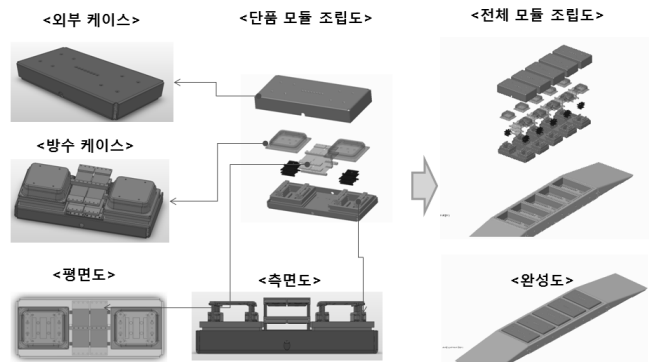 <외부 케이스>
<단품 모듈 조립도>
<전체 모듈 조립도>
<방수 케이스>
<평면도>
<측면도>
<완성도>